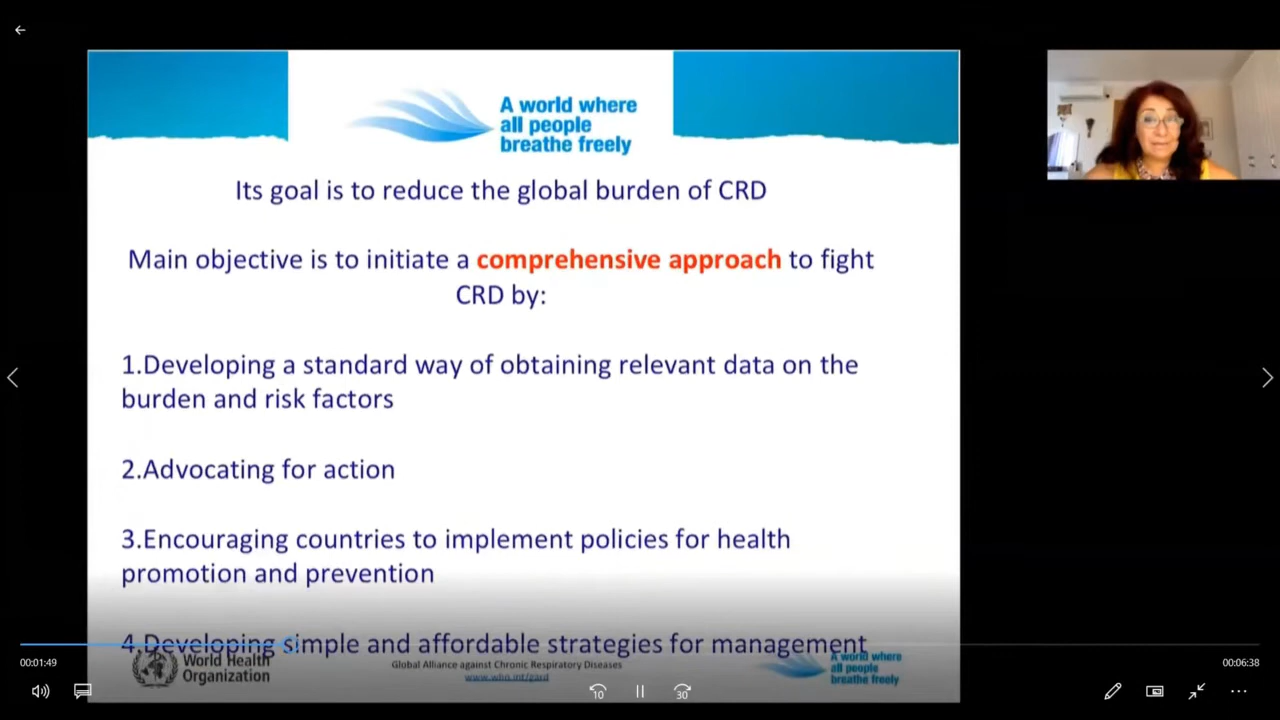 A world where
all people
breathe freely
Its goal is to reduce the global burden of CRD
Main objective is to initiate a comprehensive approach to fight
CRD by:
1.Developing a standard way of obtaining relevant data on the
burden and risk factors
2.Advocating for action
3.Encouraging countries to implement policies for health
promotion and prevention
4.Developing simple and affordable strategies for management
World Health
Organization
Global Alliance against Chronic Respiratory Diseases
www.who.int/gard
A world where
all people
breathe freely
00:01:49
00:06:38
10
30